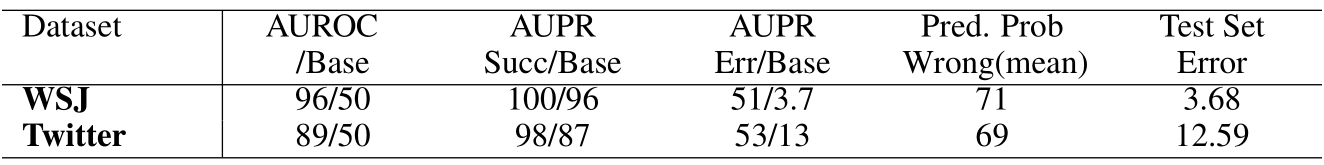 Dataset AUROC AUPR AUPR Pred. Prob Test Set
/Base Succ/Base Err/Base Wrong(mean) Error
WSJ 96/50 100/96 51/3.7 71 3.68
Twitter 89/50 98/87 53/13 69 12.59